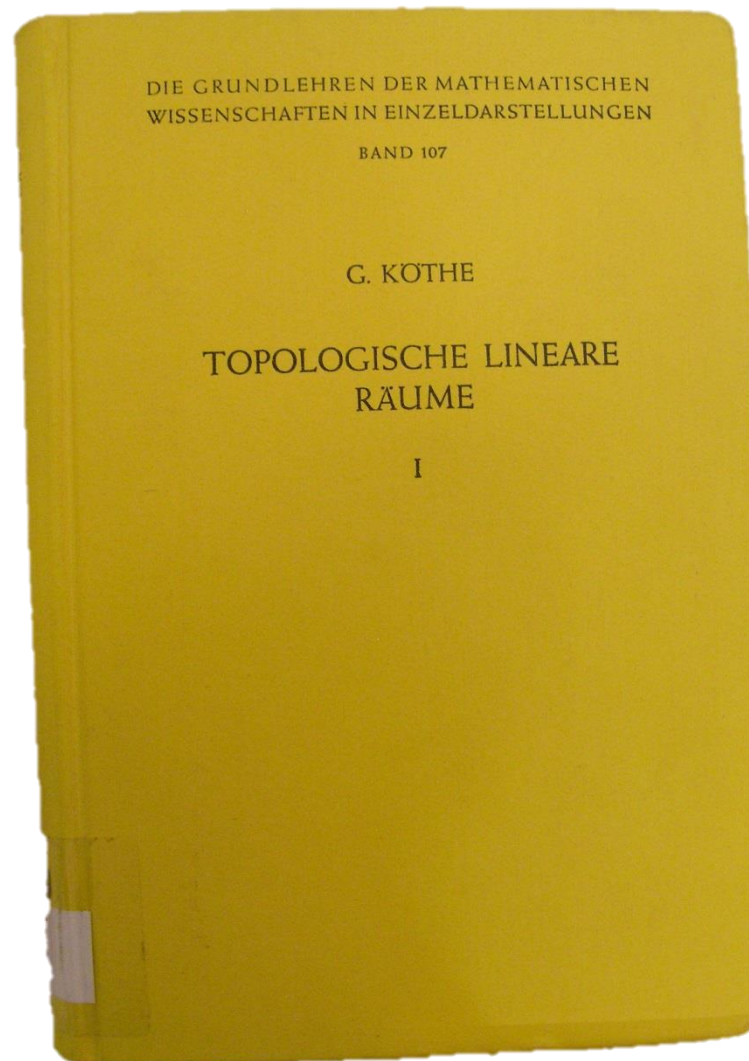 DIE GRUNDLEHREN DER MATHEMATISCHEN
WISSENSCHAFTEN IN EINZELDARSTELLUNGEN
BAND 107
G. KÖTHE
TOPOLOGISCHE LINEARE
RÄUME
I